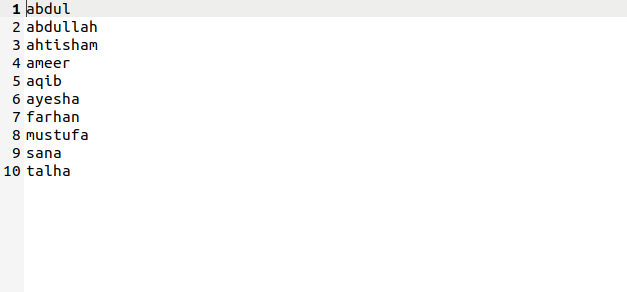 1 abdul
2 abdullah
3 ahtisham
4 ameer
5 aqib
6 ayesha
7 farhan
8 mustufa
9 sana
10 talha